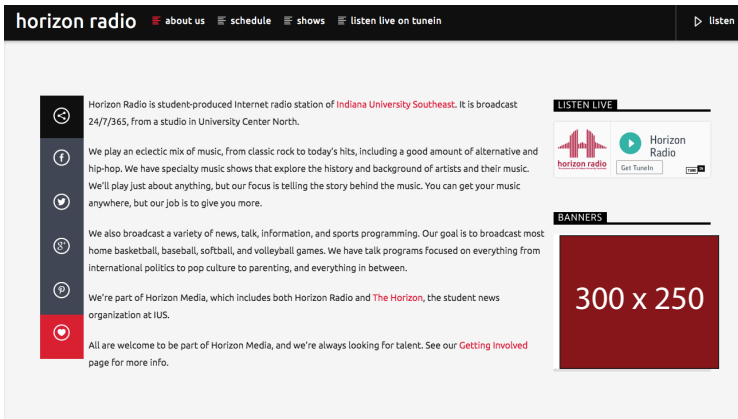 horizon radio about us schedule shows listen live on tunein listen
Horizon Radio is student-produced Internet radio station of Indiana University Southeast. It is broadcast
24/7/365, from a studio in University Center North.
We play an eclectic mix of music, from classic rock to today's hits, including a good amount of alternative and
hip-hop. We have specialty music shows that explore the history and background of artists and their music.
We'll play just about anything, but our focus is telling the story behind the music. You can get your music
anywhere, but our job is to give you more.
We also broadcast a variety of news, talk, information, and sports programming. Our goal is to broadcast most
home basketball, baseball, softball, and volleyball games. We have talk programs focused on everything from
international politics to pop culture to parenting, and everything in between.
We're part of Horizon Media, which includes both Horizon Radio and The Horizon, the student news
organization at IUS.
All are welcome to be part of Horizon Media, and we're always looking for talent. See our Getting Involved
page for more info.
LISTEN LIVE
horizon radio
Horizon
Radio
Get TuneIn
TUNE IN
BANNERS
300 x 250